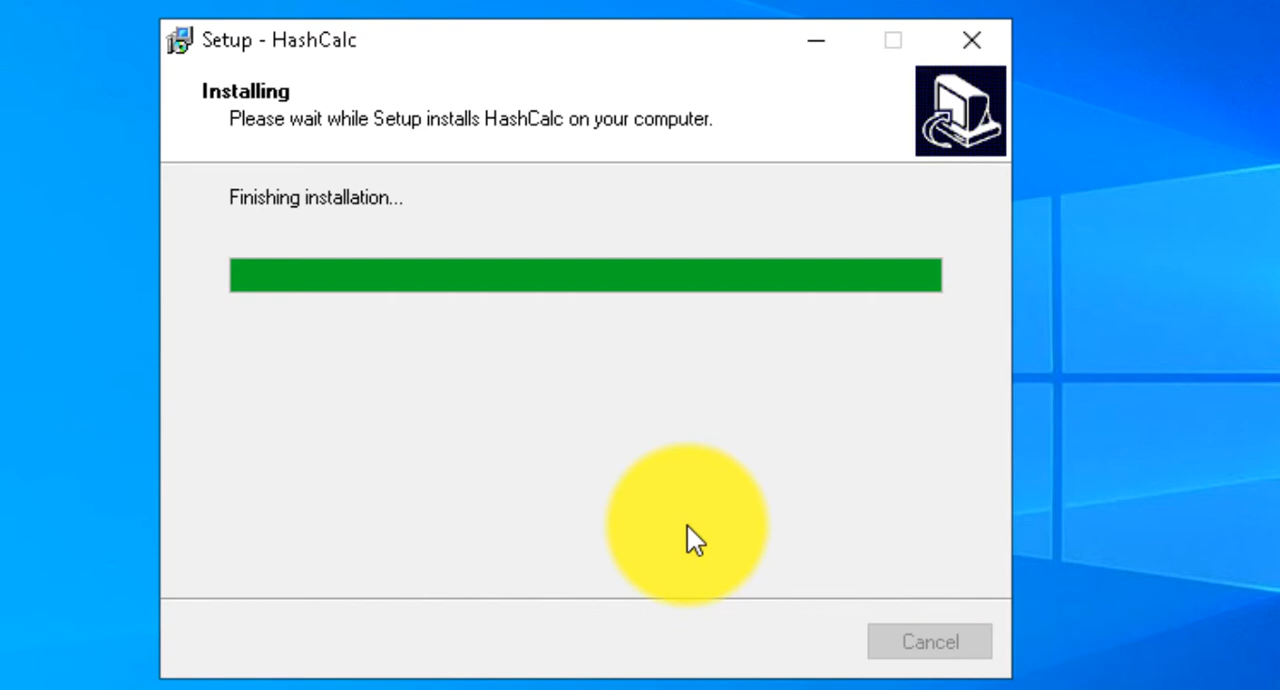 Setup - HashCalc
Installing
Please wait while Setup installs HashCalc on your computer.
Finishing installation...
Cancel